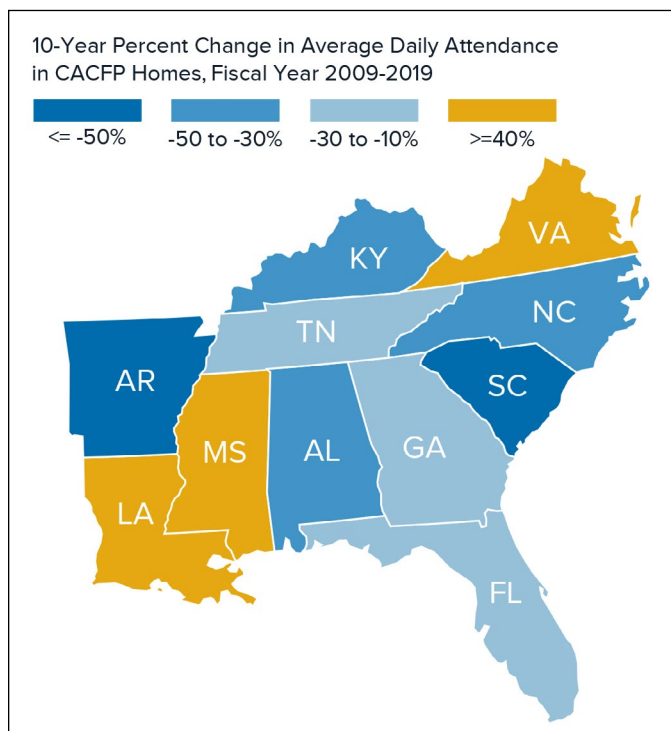 10-Year Percent Change in Average Daily Attendance
in CACFP Homes, Fiscal Year 2009-2019
<= -50%
-50 to -30%
-30 to -10%
>=40%
VA
KY
NC
TN
AR
SC
MS
AL
GA
LA
FL